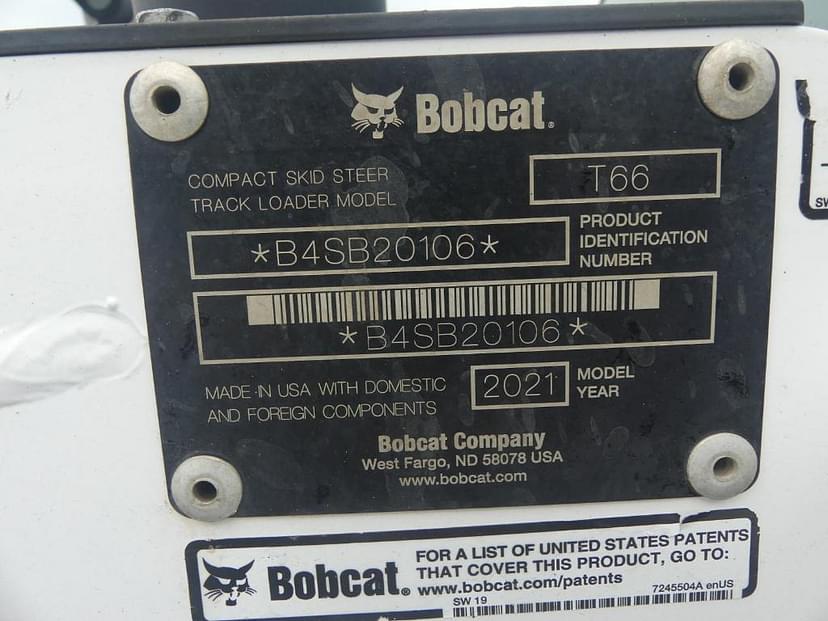 Bobcat®
COMPACT SKID STEER
TRACK LOADER MODEL
T66
*B4SB20106*
PRODUCT
IDENTIFICATION
NUMBER
*B4SB20106*
MADE IN USA WITH DOMESTIC
AND FOREIGN COMPONENTS
2021
MODEL
YEAR
Bobcat Company
West Fargo, ND 58078 USA
www.bobcat.com
Bobcat®
FOR A LIST OF UNITED STATES PATENTS
THAT COVER THIS PRODUCT, GO TO:
www.bobcat.com/patents
7245504A enUS
SW 19
SW